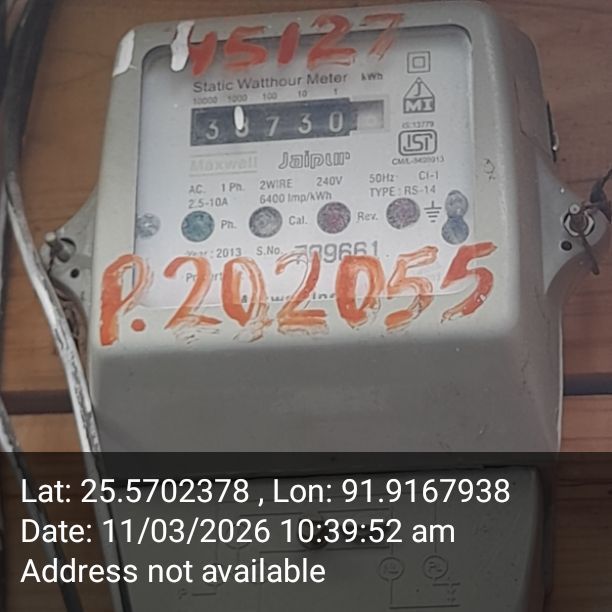 45127
Static Watthour Meter kWh
10000 1000 100 10 1
3 7 3 0
JMI
IS:13779
ISI
Maxwell Jaipur
AC. 1 Ph. 2WIRE 240V 50Hz CI-1
2.5-10A 6400 Imp/kWh TYPE : RS-14
Ph. Cal. Rev.
Year : 2013 S.No. 709661
P.202055
Lat: 25.5702378 , Lon: 91.9167938
Date: 11/03/2026 10:39:52 am
Address not available